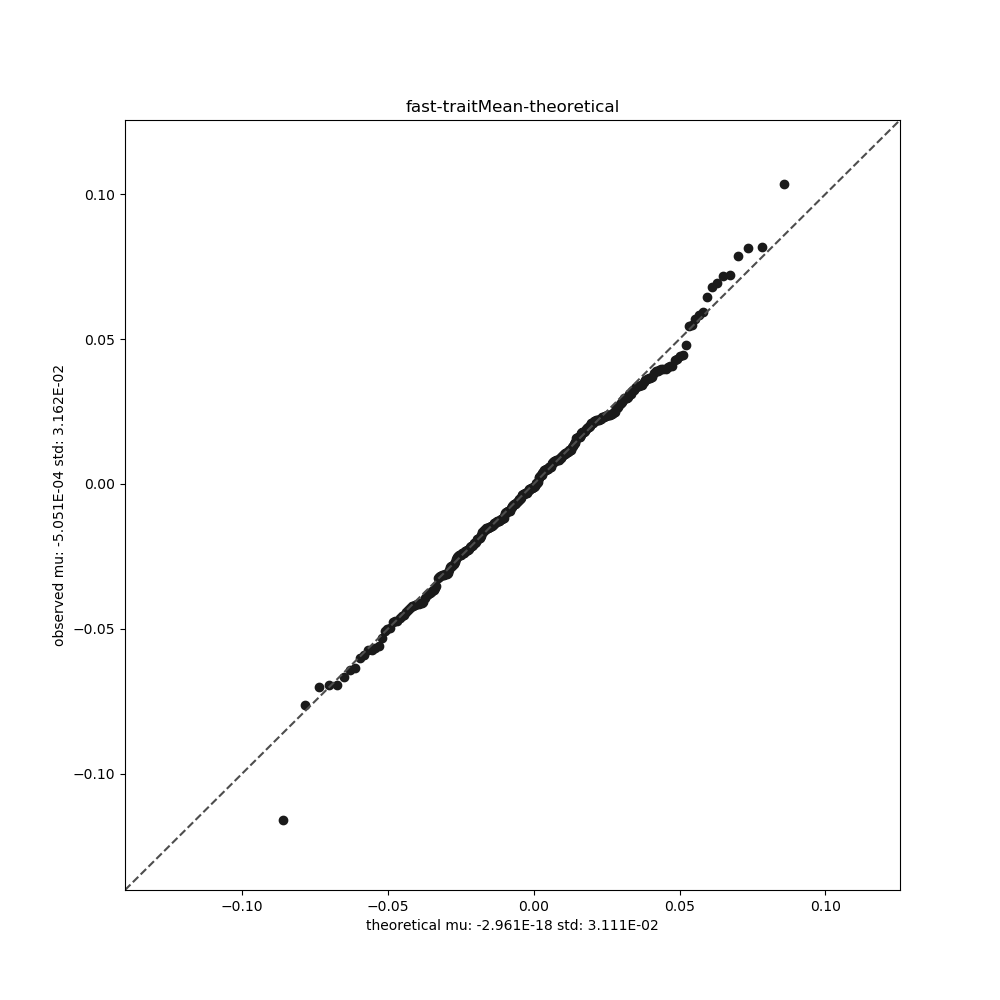 fast-traitMean-theoretical
0.10
0.05
0.00
−0.05
−0.10
observed mu: -5.051E-04 std: 3.162E-02
−0.10 −0.05 0.00 0.05 0.10
theoretical mu: -2.961E-18 std: 3.111E-02